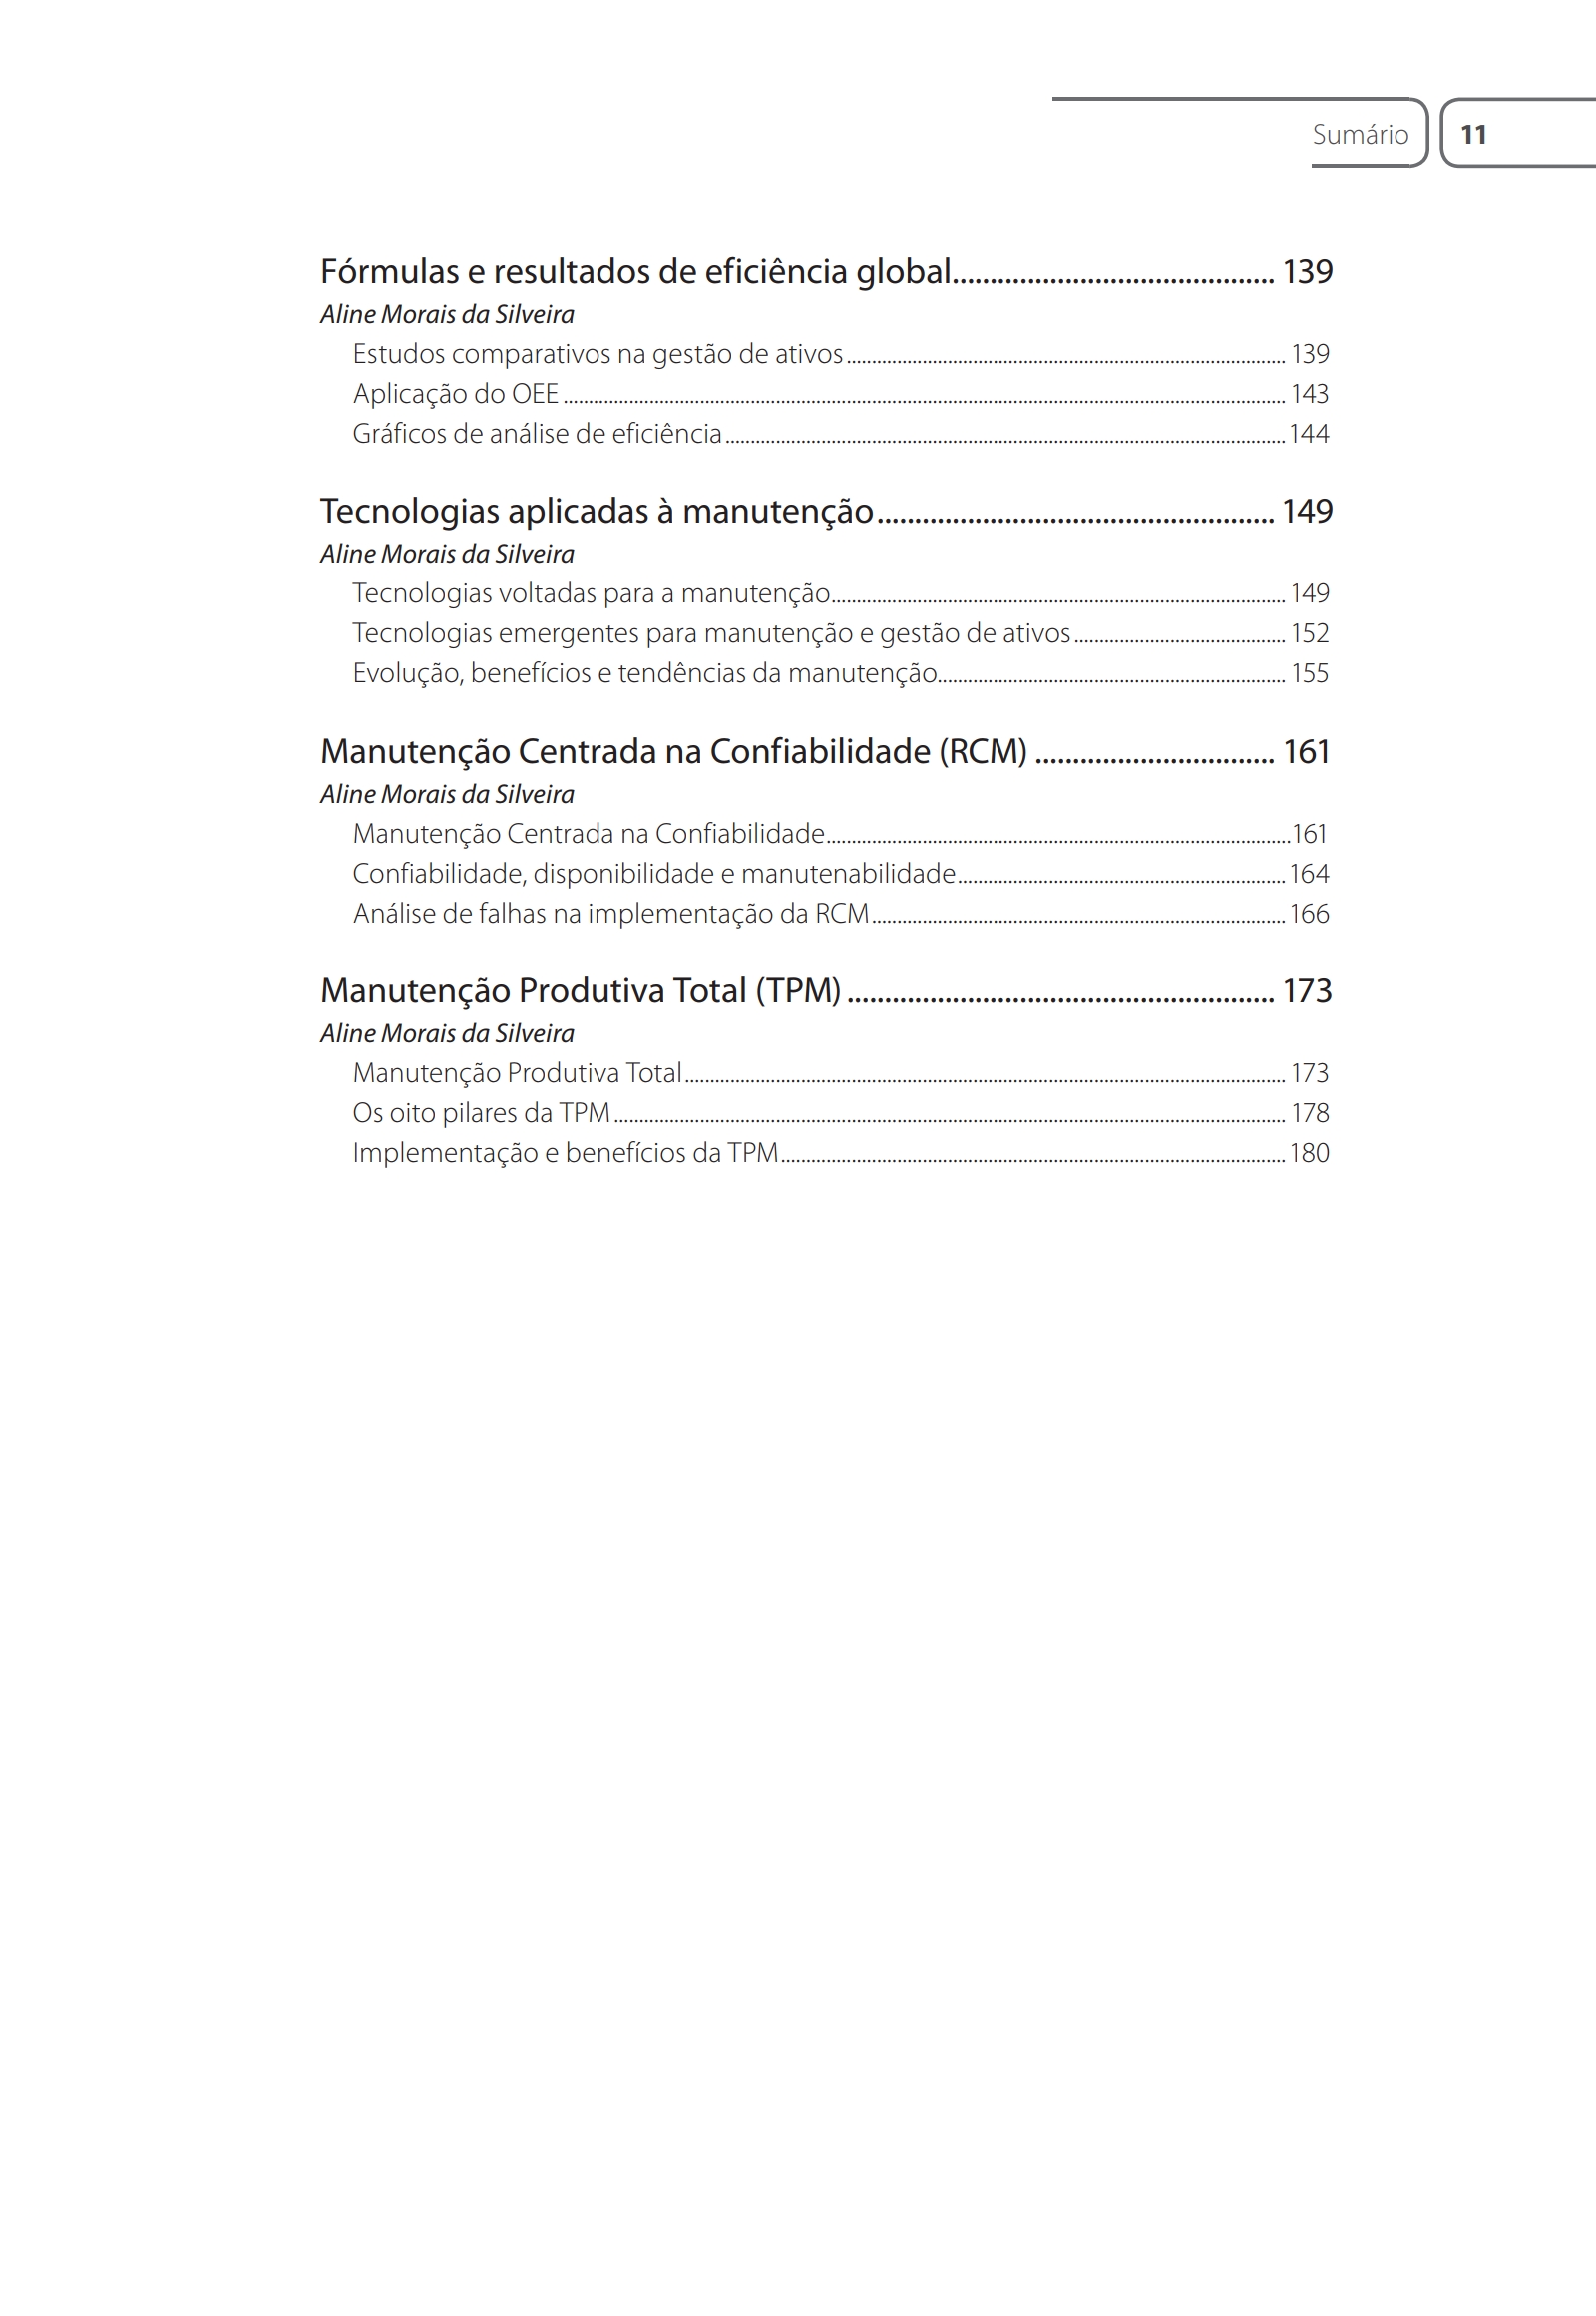 Sumário 11
Fórmulas e resultados de eficiência global........................................... 139
Aline Morais da Silveira
Estudos comparativos na gestão de ativos....................................................................................... 139
Aplicação do OEE............................................................................................................................................... 143
Gráficos de análise de eficiência............................................................................................................... 144
Tecnologias aplicadas à manutenção..................................................... 149
Aline Morais da Silveira
Tecnologias voltadas para a manutenção.......................................................................................... 149
Tecnologias emergentes para manutenção e gestão de ativos.......................................... 152
Evolução, benefícios e tendências da manutenção..................................................................... 155
Manutenção Centrada na Confiabilidade (RCM) ................................ 161
Aline Morais da Silveira
Manutenção Centrada na Confiabilidade............................................................................................161
Confiabilidade, disponibilidade e manutenabilidade................................................................. 164
Análise de falhas na implementação da RCM.................................................................................. 166
Manutenção Produtiva Total (TPM)......................................................... 173
Aline Morais da Silveira
Manutenção Produtiva Total....................................................................................................................... 173
Os oito pilares da TPM..................................................................................................................................... 178
Implementação e benefícios da TPM.................................................................................................... 180